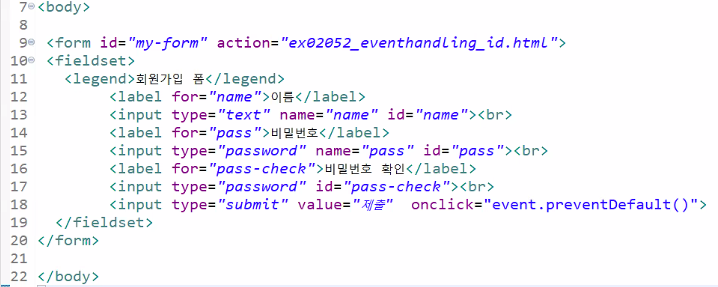 7 <body>
8
9 <form id="my-form" action="ex02052_eventhandling_id.html">
10 <fieldset>
11 <legend>회원가입 폼</legend>
12 <label for="name">이름</label>
13 <input type="text" name="name" id="name"><br>
14 <label for="pass">비밀번호</label>
15 <input type="password" name="pass" id="pass"><br>
16 <label for="pass-check">비밀번호 확인</label>
17 <input type="password" id="pass-check"><br>
18 <input type="submit" value="제출" onclick="event.preventDefault()">
19 </fieldset>
20 </form>
21
22 </body>